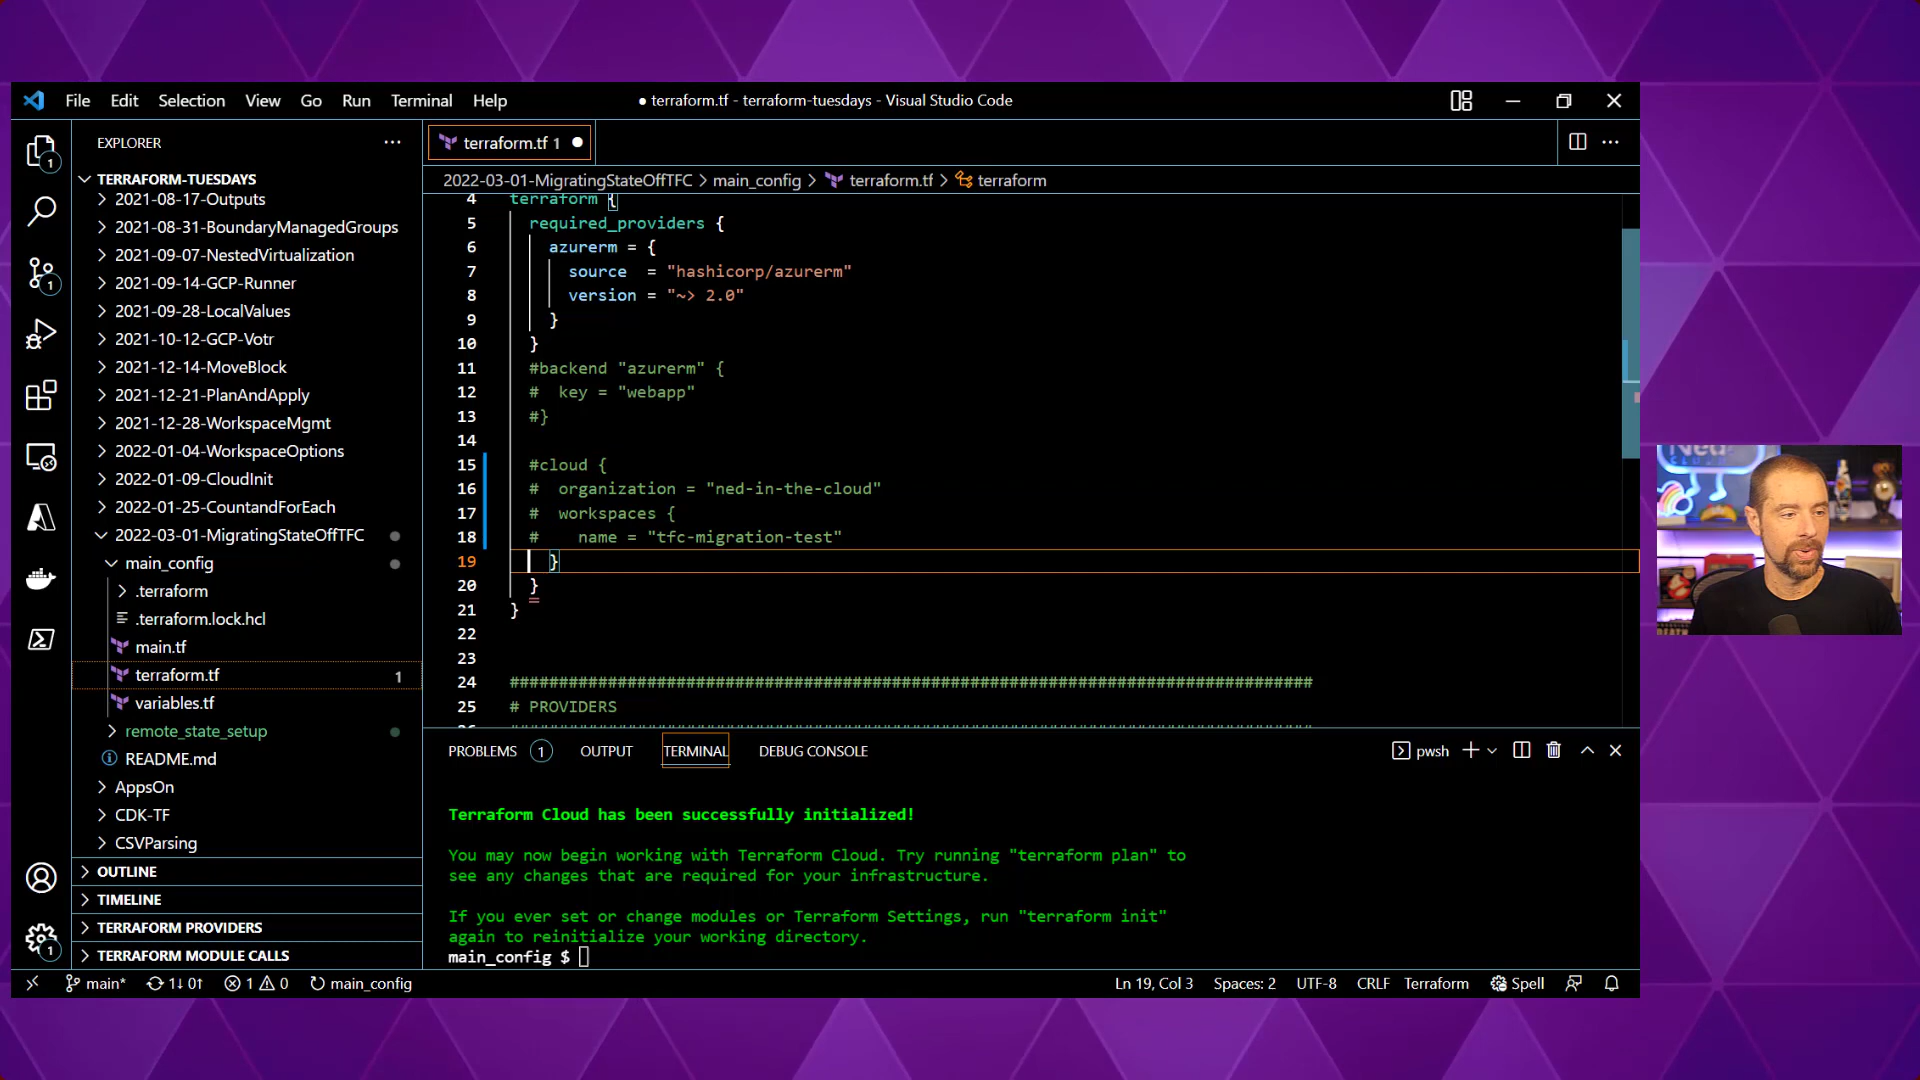 File Edit Selection View Go Run Terminal Help
● terraform.tf - terraform-tuesdays - Visual Studio Code
EXPLORER
TERRAFORM-TUESDAYS
2021-08-17-Outputs
2021-08-31-BoundaryManagedGroups
2021-09-07-NestedVirtualization
2021-09-14-GCP-Runner
2021-09-28-LocalValues
2021-10-12-GCP-Votr
2021-12-14-MoveBlock
2021-12-21-PlanAndApply
2021-12-28-WorkspaceMgmt
2022-01-04-WorkspaceOptions
2022-01-09-CloudInit
2022-01-25-CountandForEach
2022-03-01-MigratingStateOffTFC
main_config
.terraform
.terraform.lock.hcl
main.tf
terraform.tf 1
variables.tf
remote_state_setup
README.md
AppsOn
CDK-TF
CSVParsing
OUTLINE
TIMELINE
TERRAFORM PROVIDERS
TERRAFORM MODULE CALLS
1
1
1
terraform.tf 1
2022-03-01-MigratingStateOffTFC > main_config > terraform.tf > terraform
4 terraform {
5 required_providers {
6 azurerm = {
7 source = "hashicorp/azurerm"
8 version = "~> 2.0"
9 }
10 }
11 #backend "azurerm" {
12 # key = "webapp"
13 #}
14
15 #cloud {
16 # organization = "ned-in-the-cloud"
17 # workspaces {
18 # name = "tfc-migration-test"
19 }
20 }
21 }
22
23
24 ##################################################################################
25 # PROVIDERS
PROBLEMS 1 OUTPUT TERMINAL DEBUG CONSOLE
pwsh
Terraform Cloud has been successfully initialized!
You may now begin working with Terraform Cloud. Try running "terraform plan" to
see any changes that are required for your infrastructure.
If you ever set or change modules or Terraform Settings, run "terraform init"
again to reinitialize your working directory.
main_config $
main* 1↓ 0↑ 1 0 main_config
Ln 19, Col 3 Spaces: 2 UTF-8 CRLF Terraform Spell